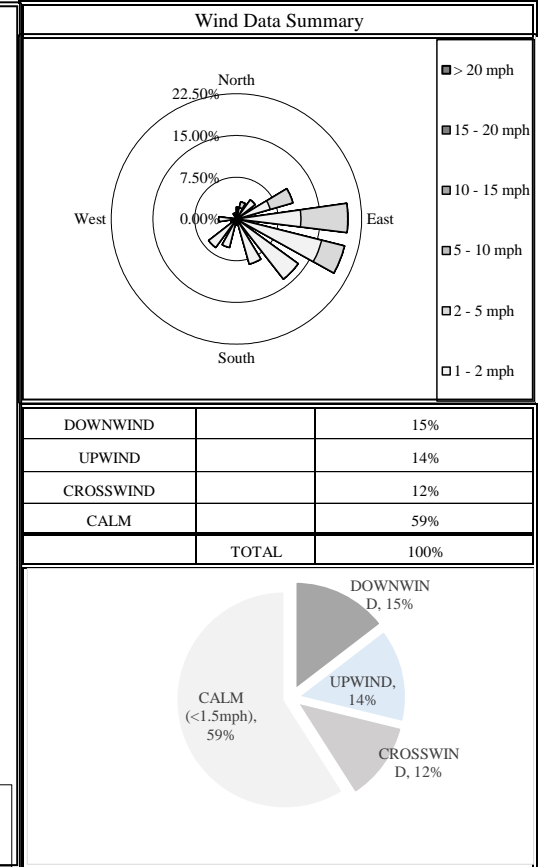 Wind Data Summary
North
22.50%
15.00%
7.50%
0.00%
West
East
South
> 20 mph
15 - 20 mph
10 - 15 mph
5 - 10 mph
2 - 5 mph
1 - 2 mph
DOWNWIND 15%
UPWIND 14%
CROSSWIND 12%
CALM 59%
TOTAL 100%
DOWNWIN
D, 15%
UPWIND,
14%
CROSSWIN
D, 12%
CALM
(<1.5mph),
59%